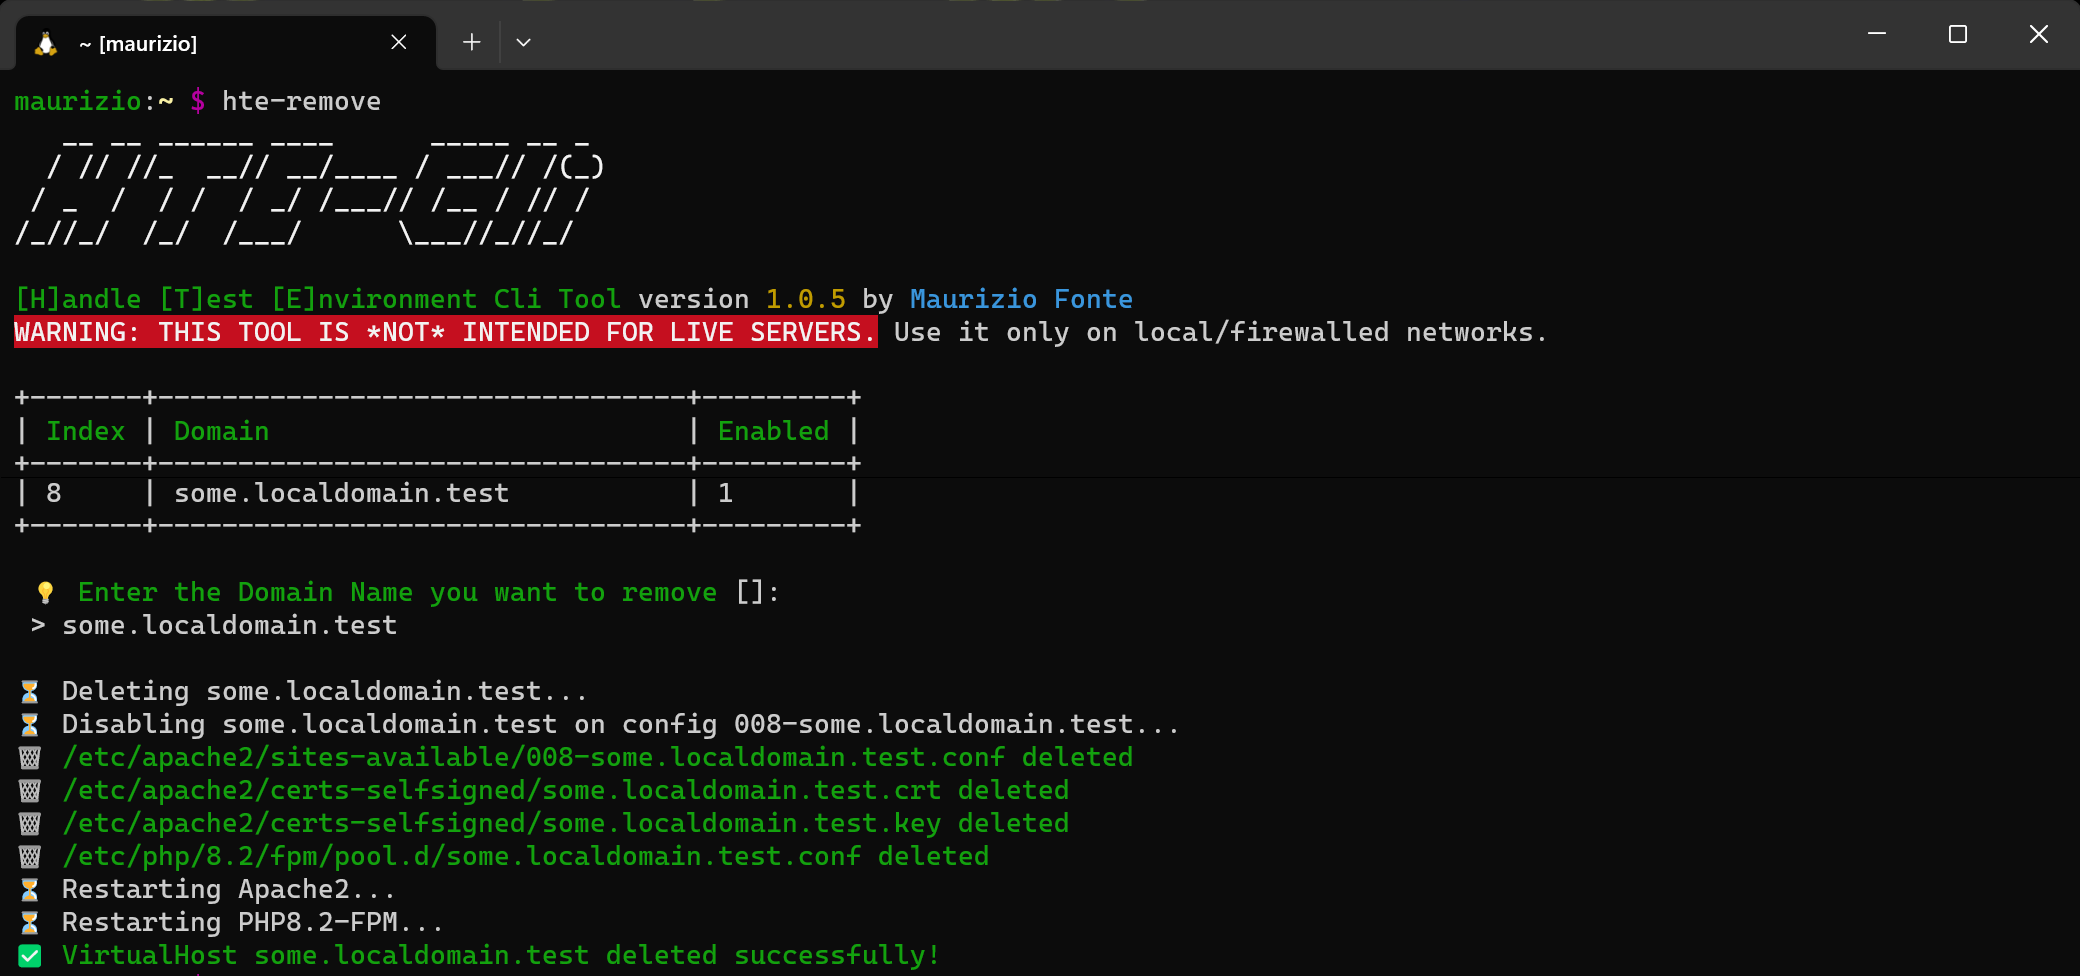 ~ [maurizio]
maurizio:~ $ hte-remove
   __ __ ______ ____      _____ __ _
  / // //_  __// __/____ / ___// /(_)
 / _  /  / /  / _/ /___// /__ / // /
/_//_/  /_/  /___/      \___//_//_/
[H]andle [T]est [E]nvironment Cli Tool version 1.0.5 by Maurizio Fonte
WARNING: THIS TOOL IS *NOT* INTENDED FOR LIVE SERVERS. Use it only on local/firewalled networks.
+-------+---------------------------------+---------+
| Index | Domain                          | Enabled |
+-------+---------------------------------+---------+
| 8     | some.localdomain.test           | 1       |
+-------+---------------------------------+---------+
💡 Enter the Domain Name you want to remove []:
> some.localdomain.test
⏳ Deleting some.localdomain.test...
⏳ Disabling some.localdomain.test on config 008-some.localdomain.test...
🗑 /etc/apache2/sites-available/008-some.localdomain.test.conf deleted
🗑 /etc/apache2/certs-selfsigned/some.localdomain.test.crt deleted
🗑 /etc/apache2/certs-selfsigned/some.localdomain.test.key deleted
🗑 /etc/php/8.2/fpm/pool.d/some.localdomain.test.conf deleted
⏳ Restarting Apache2...
⏳ Restarting PHP8.2-FPM...
✅ VirtualHost some.localdomain.test deleted successfully!